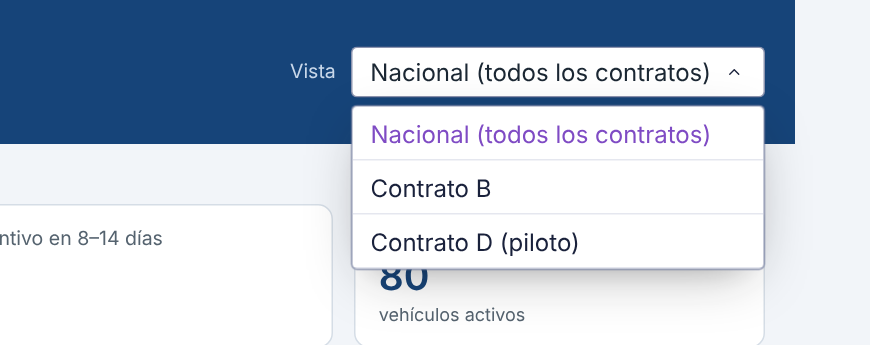 Vista
Nacional (todos los contratos)
Nacional (todos los contratos)
Contrato B
Contrato D (piloto)
ntivo en 8–14 días
80
vehículos activos